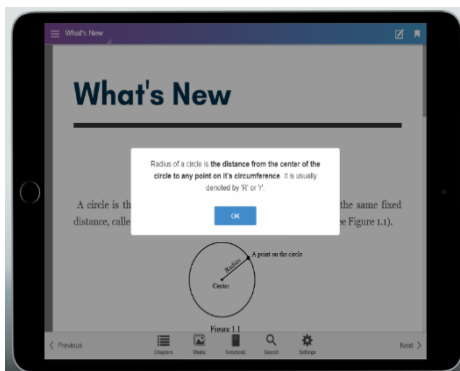 What's New
What's New
Radius of a circle is the distance from the center of the
circle to any point on it's circumference. It is usually
denoted by 'R' or 'r'.
OK
A circle is th
the same fixed
distance, calle
ee Figure 1.1).
A point on the circle
Radius
Center
Figure 1.1
Previous
Chapters
Media
Notebook
Search
Settings
Next